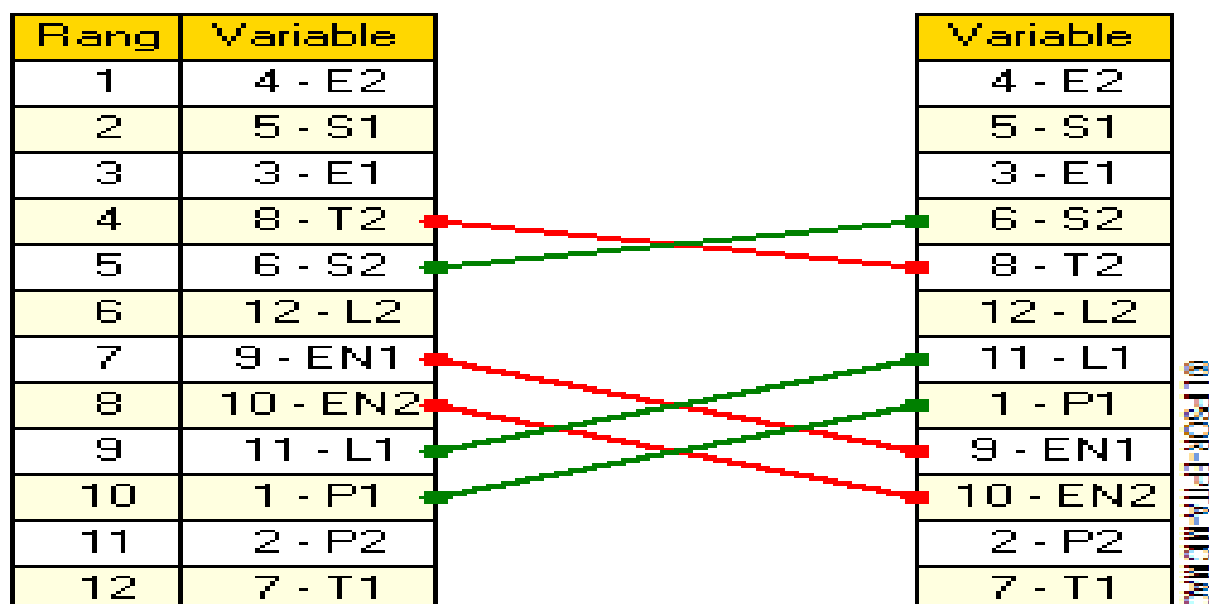 Rang Variable Variable
1 4 - E2 4 - E2
2 5 - S1 5 - S1
3 3 - E1 3 - E1
4 8 - T2 6 - S2
5 6 - S2 8 - T2
6 12 - L2 12 - L2
7 9 - EN1 11 - L1
8 10 - EN2 1 - P1
9 11 - L1 9 - EN1
10 1 - P1 10 - EN2
11 2 - P2 2 - P2
12 7 - T1 7 - T1